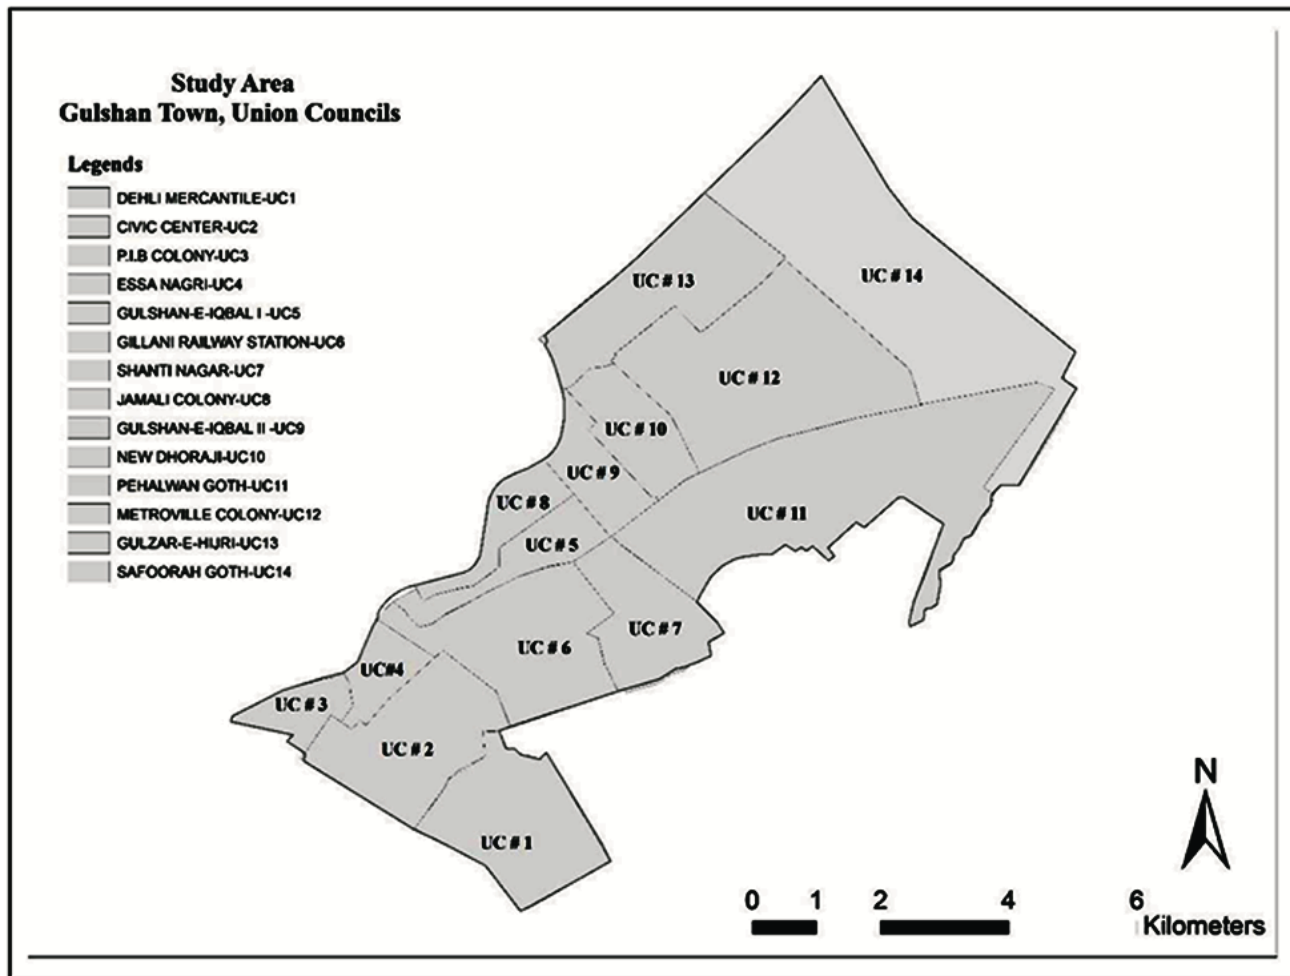 Study Area
Gulshan Town, Union Councils
Legends
DEHLI MERCANTILE-UC1
CIVIC CENTER-UC2
P.I.B COLONY-UC3
ESSA NAGRI-UC4
GULSHAN-E-IQBAL I -UC5
GILLANI RAILWAY STATION-UC6
SHANTI NAGAR-UC7
JAMALI COLONY-UC8
GULSHAN-E-IQBAL II -UC9
NEW DHORAJI-UC10
PEHALWAN GOTH-UC11
METROVILLE COLONY-UC12
GULZAR-E-HIJRI-UC13
SAFOORAH GOTH-UC14
UC # 14
UC # 13
UC # 12
UC # 10
UC # 9
UC # 8
UC # 11
UC # 5
UC # 7
UC # 6
UC#4
UC # 3
UC # 2
UC # 1
N
0 1 2 4 6
Kilometers